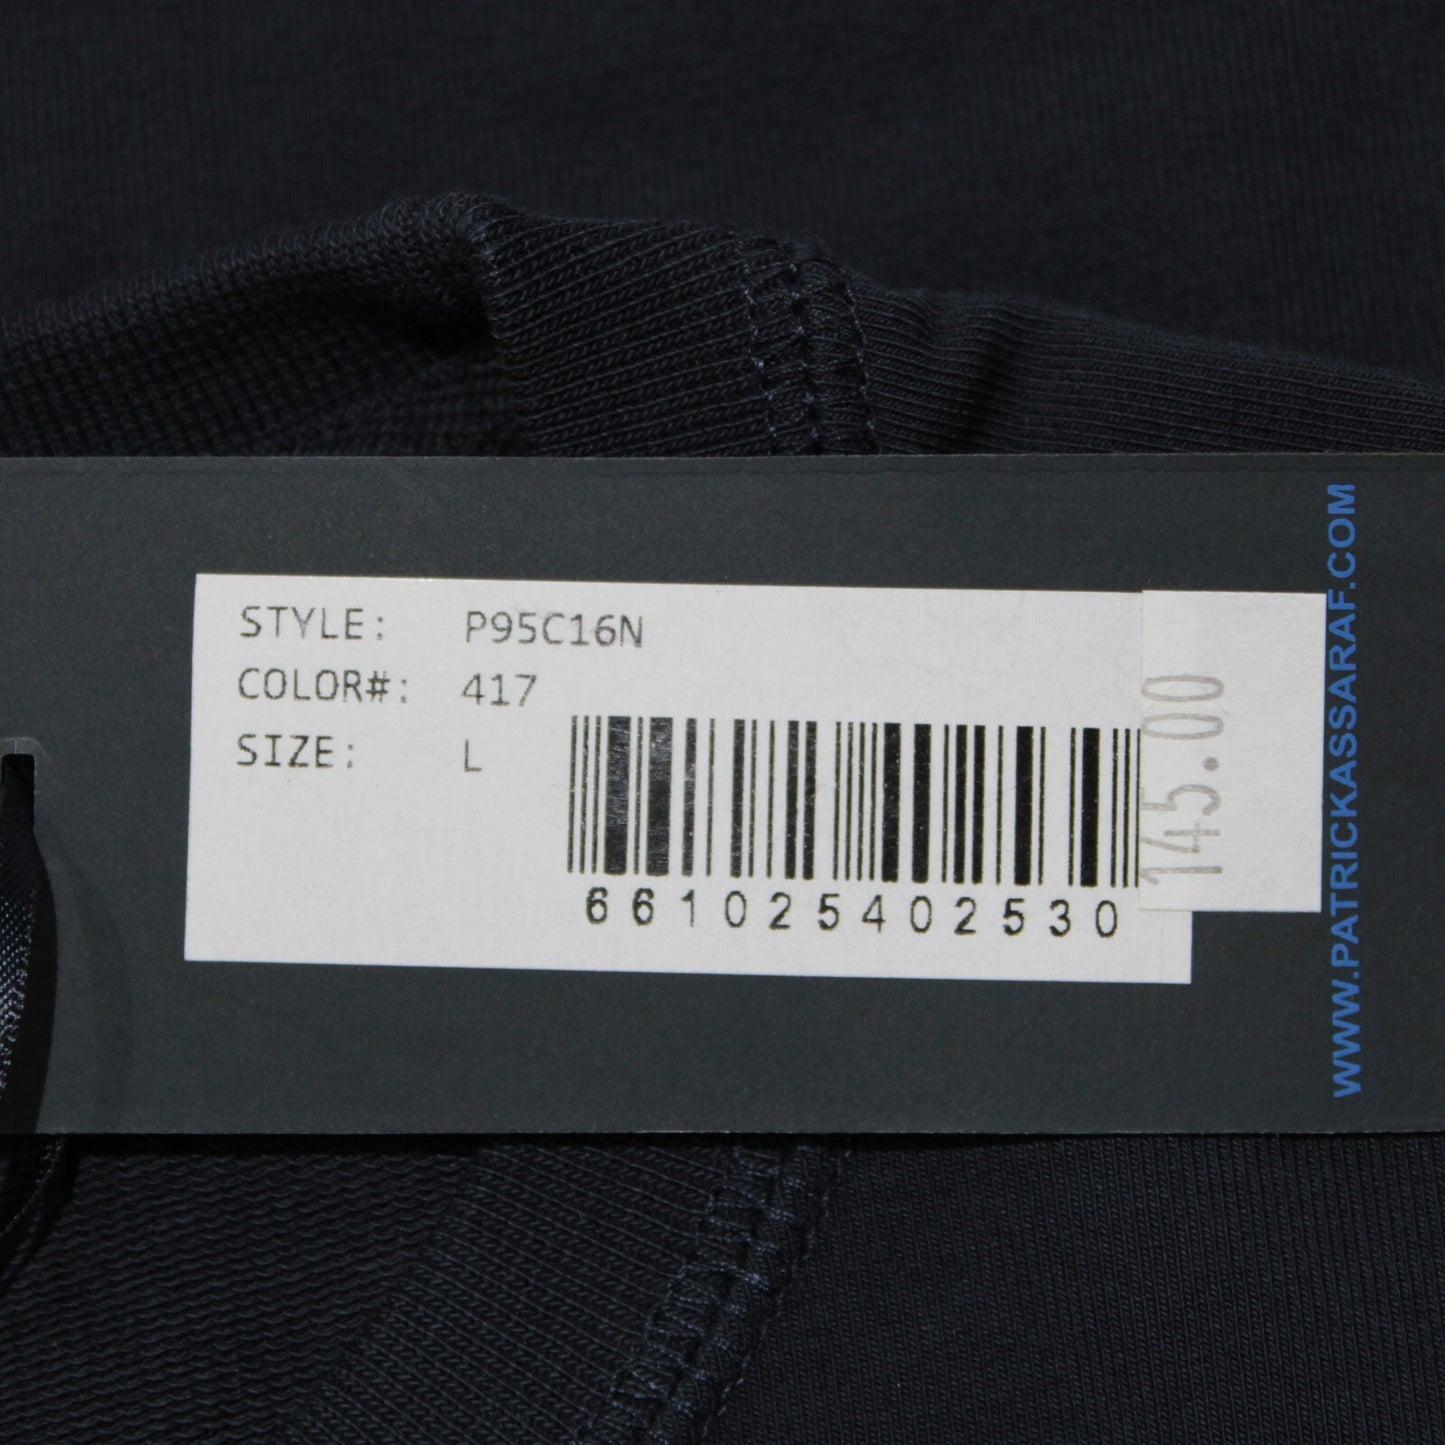 STYLE: P95C16N
COLOR#: 417
SIZE: L
661025402530
145.00
WWW.PATRICKASSARAF.COM